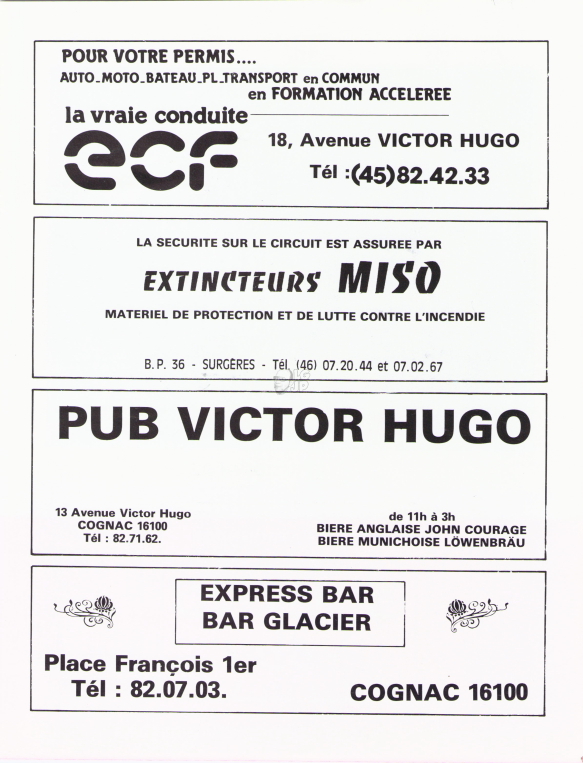 POUR VOTRE PERMIS....
AUTO_MOTO_BATEAU_PL_TRANSPORT en COMMUN
en FORMATION ACCELEREE
la vraie conduite
ecf
18, Avenue VICTOR HUGO
Tél :(45)82.42.33
LA SECURITE SUR LE CIRCUIT EST ASSUREE PAR
EXTINCTEURS MISO
MATERIEL DE PROTECTION ET DE LUTTE CONTRE L'INCENDIE
B.P. 36 - SURGÈRES - Tél. (46) 07.20.44 et 07.02.67
PUB VICTOR HUGO
13 Avenue Victor Hugo
COGNAC 16100
Tél : 82.71.62.
de 11h à 3h
BIERE ANGLAISE JOHN COURAGE
BIERE MUNICHOISE LÖWENBRÄU
EXPRESS BAR
BAR GLACIER
Place François 1er
Tél : 82.07.03.
COGNAC 16100